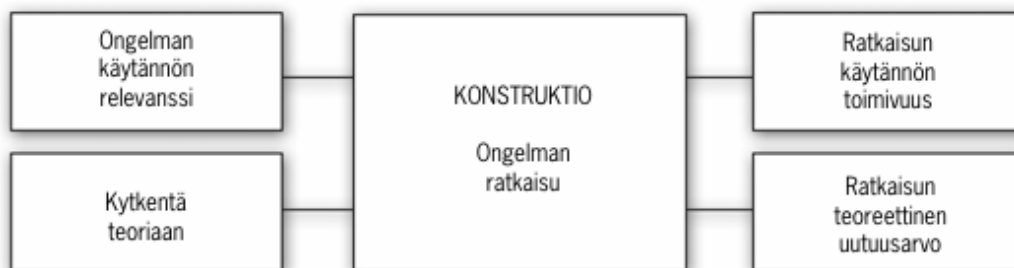 Ongelman
käytännön
relevanssi
Kytkentä
teoriaan
KONSTRUKTIO
Ongelman
ratkaisu
Ratkaisun
käytännön
toimivuus
Ratkaisun
teoreettinen
uutuusarvo